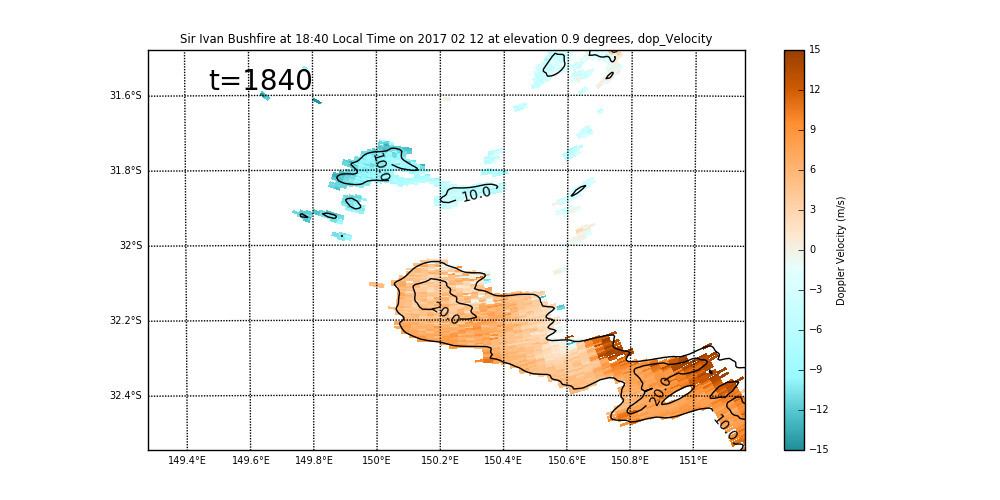 Sir Ivan Bushfire at 18:40 Local Time on 2017 02 12 at elevation 0.9 degrees, dop_Velocity
t=1840
31.6°S
31.8°S
32°S
32.2°S
32.4°S
149.4°E
149.6°E
149.8°E
150°E
150.2°E
150.4°E
150.6°E
150.8°E
151°E
10.0
10.0
20.0
20.0
10.0
15
12
9
6
3
0
−3
−6
−9
−12
−15
Doppler Velocity (m/s)